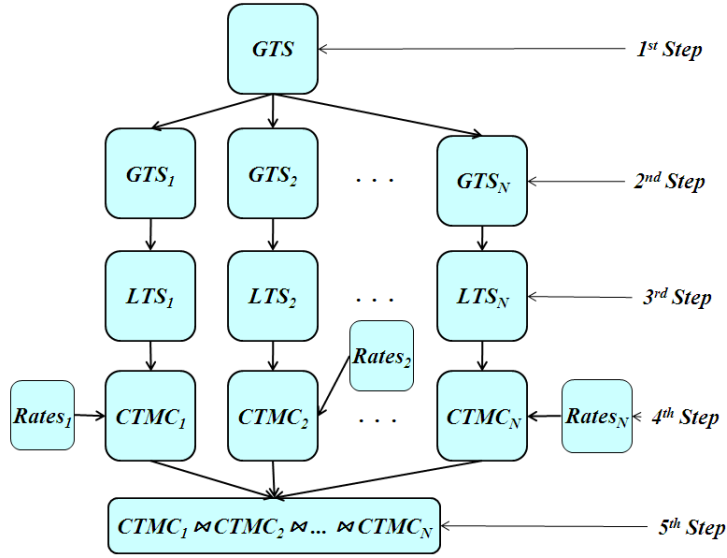 GTS 1st Step
GTS1 GTS2 . . . GTSN 2nd Step
LTS1 LTS2 . . . LTSN 3rd Step
Rates2
Rates1 CTMC1 CTMC2 . . . CTMCN RatesN 4th Step
CTMC1 ⋈ CTMC2 ⋈ ... ⋈ CTMCN 5th Step